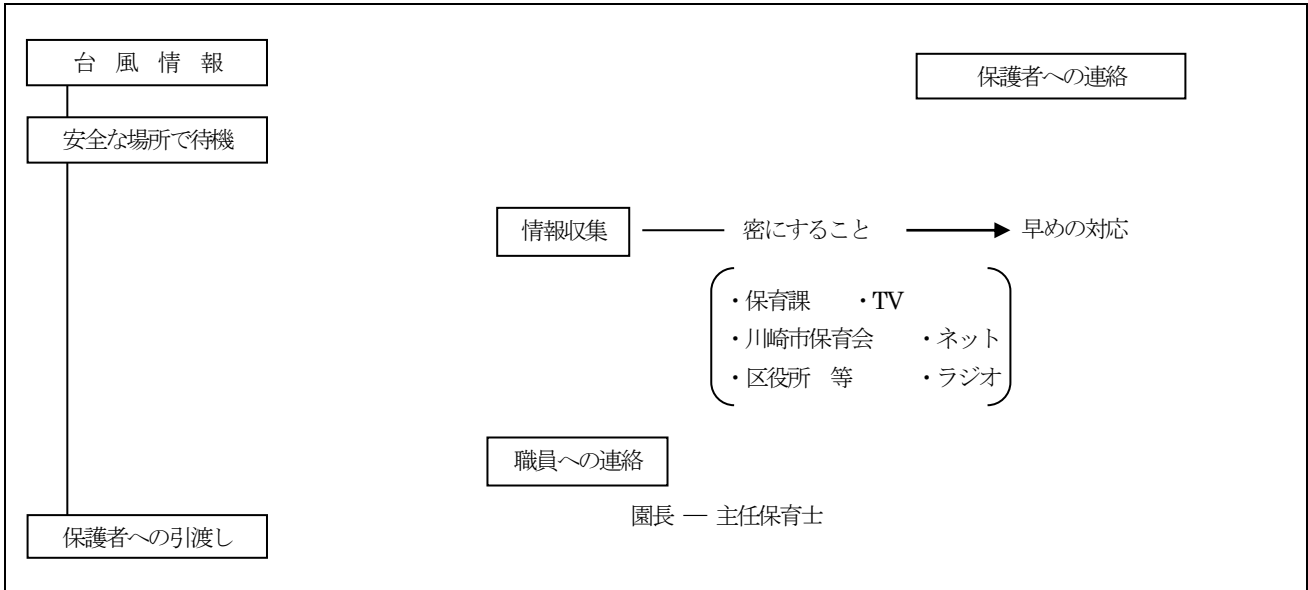 台 風 情 報
保護者への連絡
安全な場所で待機
情報収集 密にすること 早めの対応
・保育課 ・TV
・川崎市保育会 ・ネット
・区役所 等 ・ラジオ
職員への連絡
園長 ― 主任保育士
保護者への引渡し